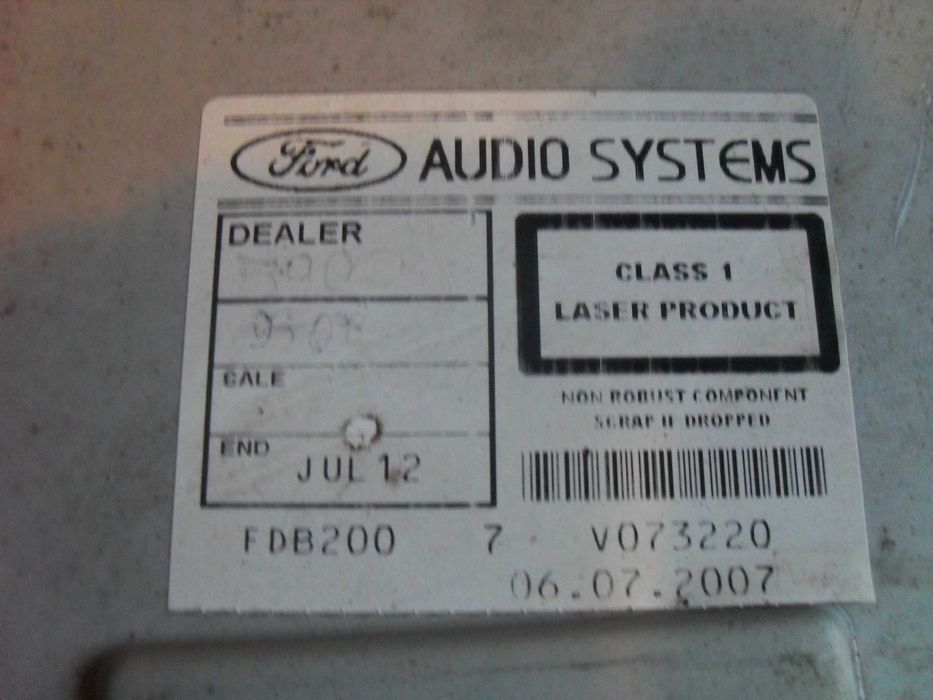 Ford AUDIO SYSTEMS
DEALER
CLASS 1
LASER PRODUCT
SALE
NON ROBUST COMPONENT
SCRAP IF DROPPED
END JUL 12
FDB200 7 V073220
06.07.2007